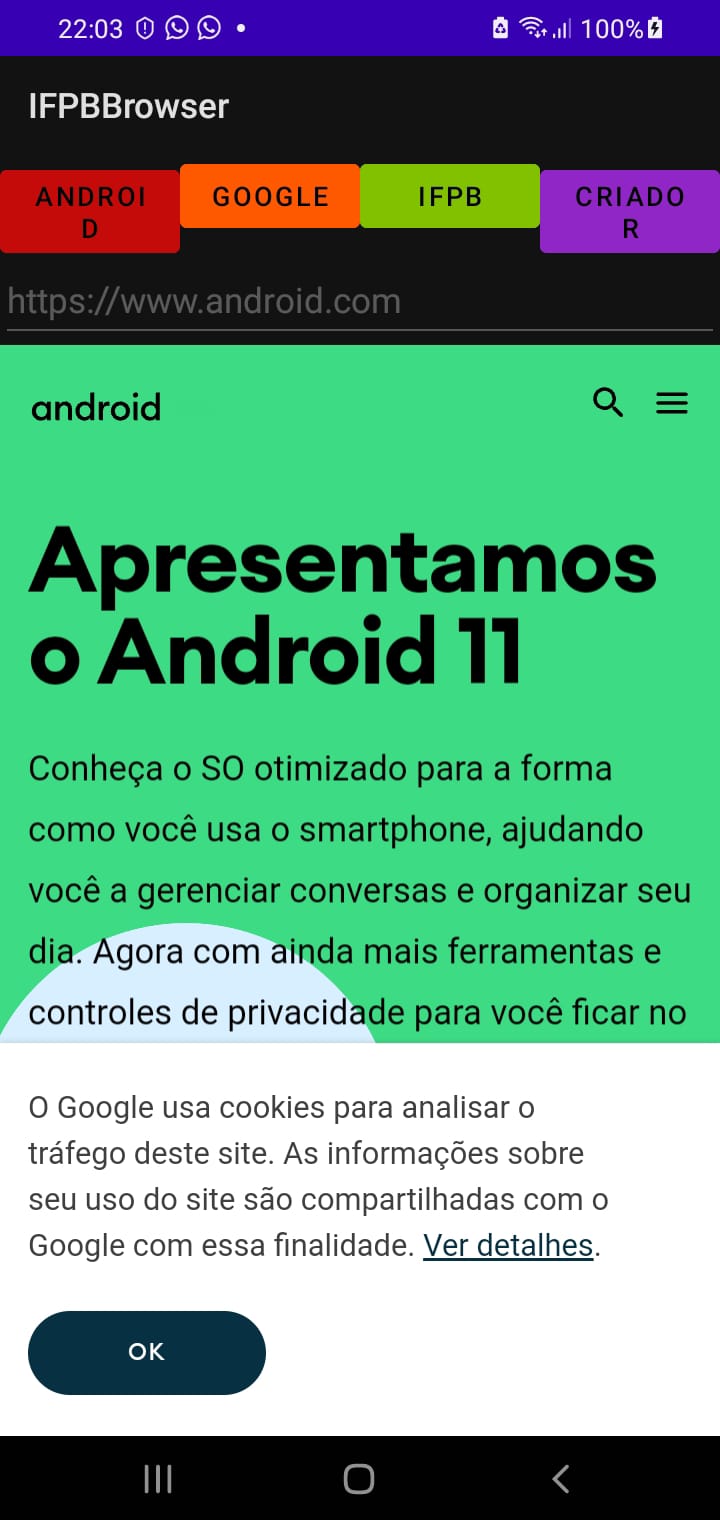 22:03 100%
IFPBBrowser
ANDROI
D
GOOGLE
IFPB
CRIADO
R
https://www.android.com
android
Apresentamos
o Android 11
Conheça o SO otimizado para a forma
como você usa o smartphone, ajudando
você a gerenciar conversas e organizar seu
dia. Agora com ainda mais ferramentas e
controles de privacidade para você ficar no
O Google usa cookies para analisar o
tráfego deste site. As informações sobre
seu uso do site são compartilhadas com o
Google com essa finalidade. Ver detalhes.
OK